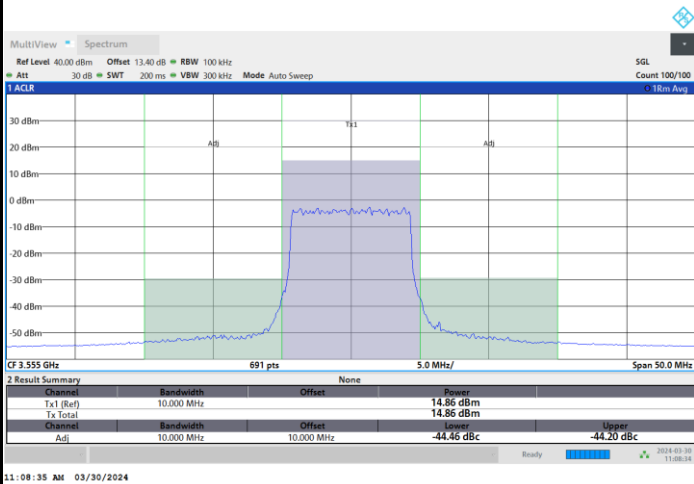 MultiView Spectrum
Ref Level 40.00 dBm Offset 13.40 dB RBW 100 kHz SGL
Att 30 dB SWT 200 ms VBW 300 kHz Mode Auto Sweep Count 100/100
1 ACLR 1Rm Avg
30 dBm
Tx1
20 dBm
Adj Adj
10 dBm
0 dBm
-10 dBm
-20 dBm
-30 dBm
-40 dBm
-50 dBm
CF 3.555 GHz 691 pts 5.0 MHz/ Span 50.0 MHz
2 Result Summary None
Channel Bandwidth Offset Power
Tx1 (Ref) 10.000 MHz 14.86 dBm
Tx Total 14.86 dBm
Channel Bandwidth Offset Lower Upper
Adj 10.000 MHz 10.000 MHz -44.46 dBc -44.20 dBc
Ready 2024-03-30
11:08:34
11:08:35 AM 03/30/2024